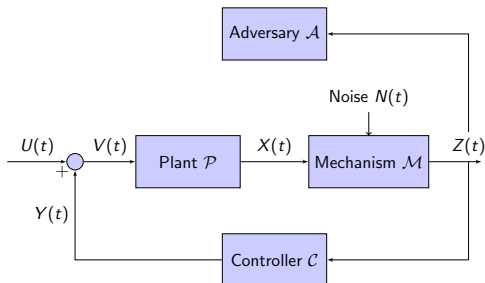 Adversary 𝒜
Noise N(t)
U(t)
V(t)
Plant 𝒫
X(t)
Mechanism ℳ
Z(t)
+
Y(t)
Controller 𝒞